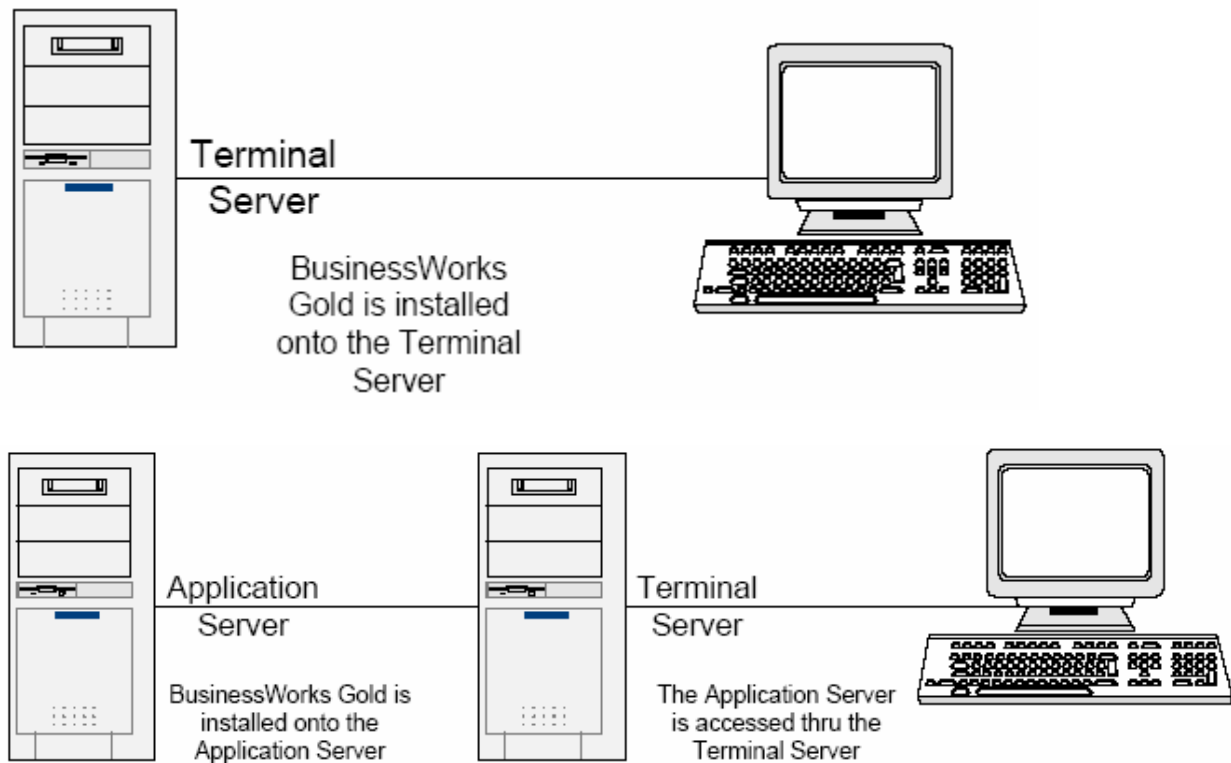 Terminal
Server
BusinessWorks
Gold is installed
onto the Terminal
Server
Application
Server
BusinessWorks Gold is
installed onto the
Application Server
Terminal
Server
The Application Server
is accessed thru the
Terminal Server